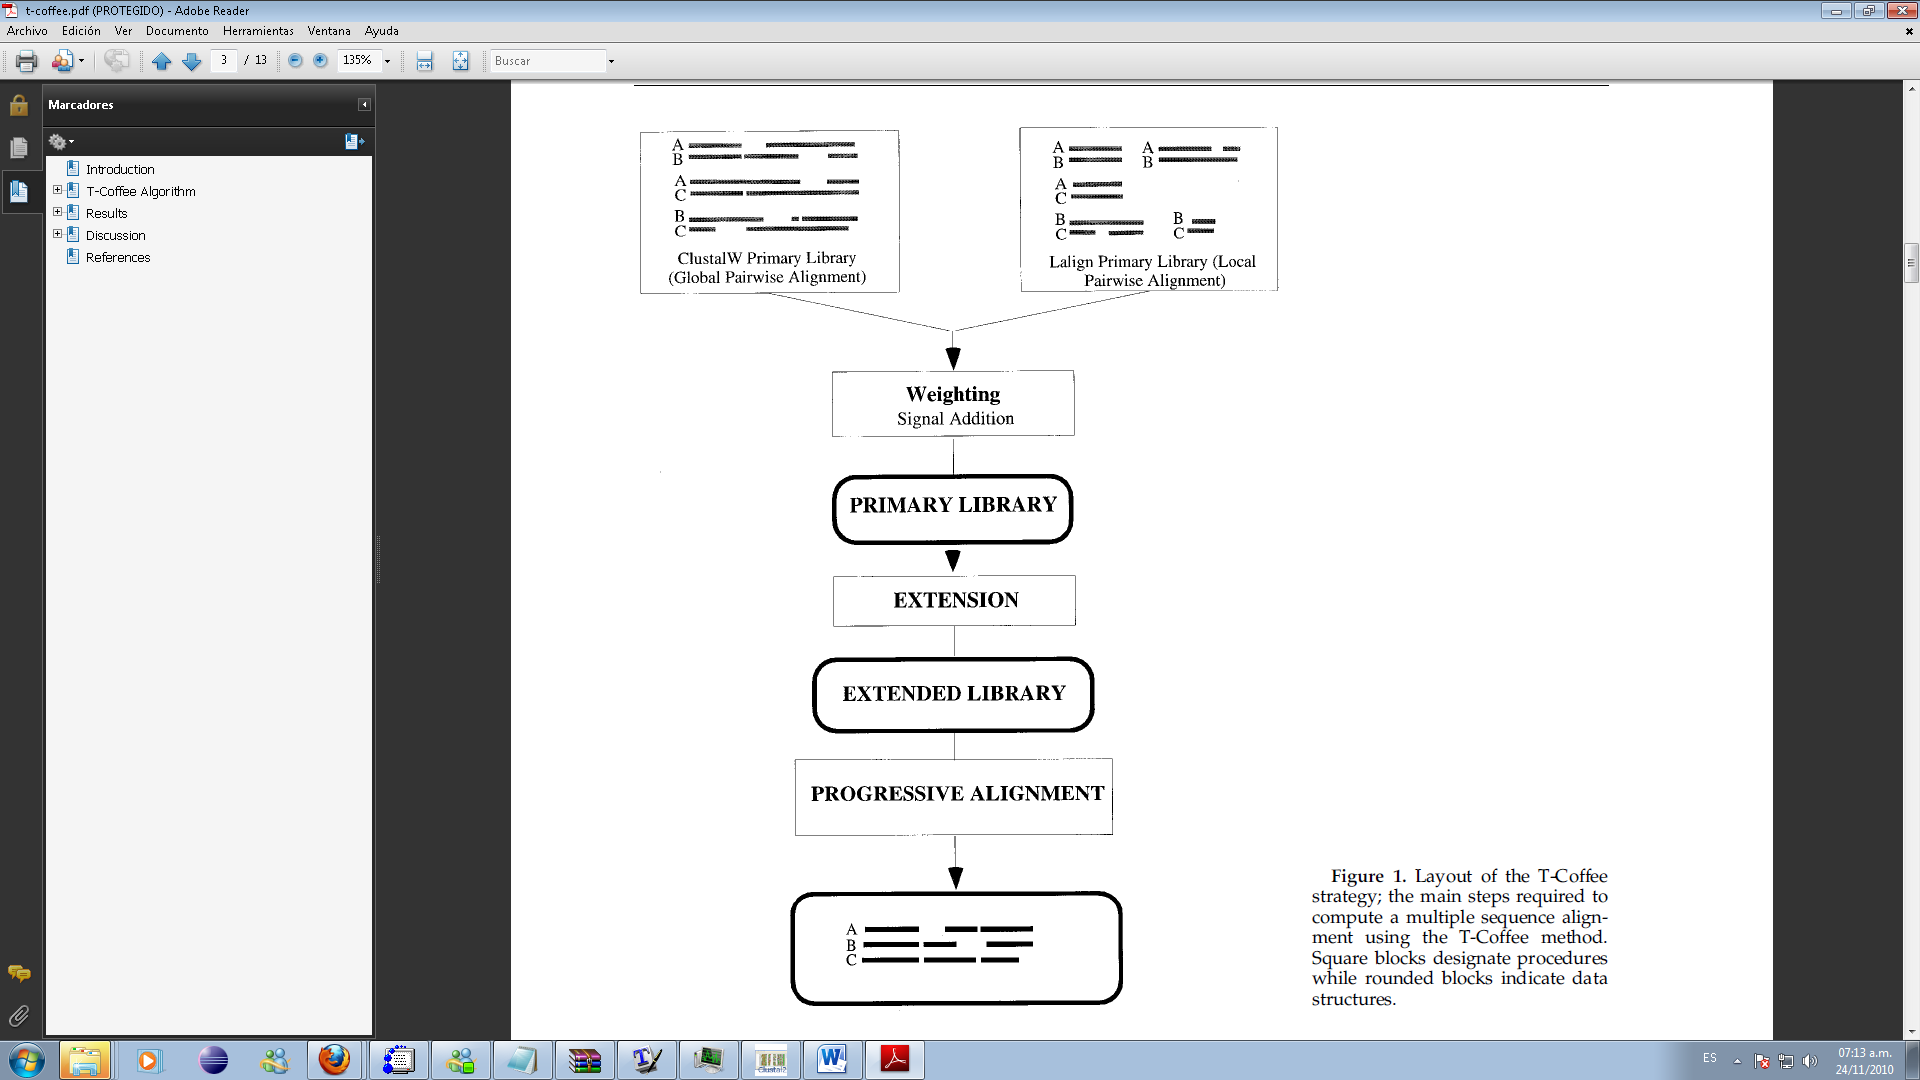 t-coffee.pdf (PROTEGIDO) - Adobe Reader
Archivo Edición Ver Documento Herramientas Ventana Ayuda
3 / 13 135% Buscar
Marcadores
Introduction
T-Coffee Algorithm
Results
Discussion
References
A
B
A
C
B
C
ClustalW Primary Library
(Global Pairwise Alignment)
A A
B B
A
C
B B
C C
Lalign Primary Library (Local
Pairwise Alignment)
Weighting
Signal Addition
PRIMARY LIBRARY
EXTENSION
EXTENDED LIBRARY
PROGRESSIVE ALIGNMENT
A
B
C
Figure 1. Layout of the T-Coffee
strategy; the main steps required to
compute a multiple sequence align-
ment using the T-Coffee method.
Square blocks designate procedures
while rounded blocks indicate data
structures.
ES
07:13 a.m.
24/11/2010